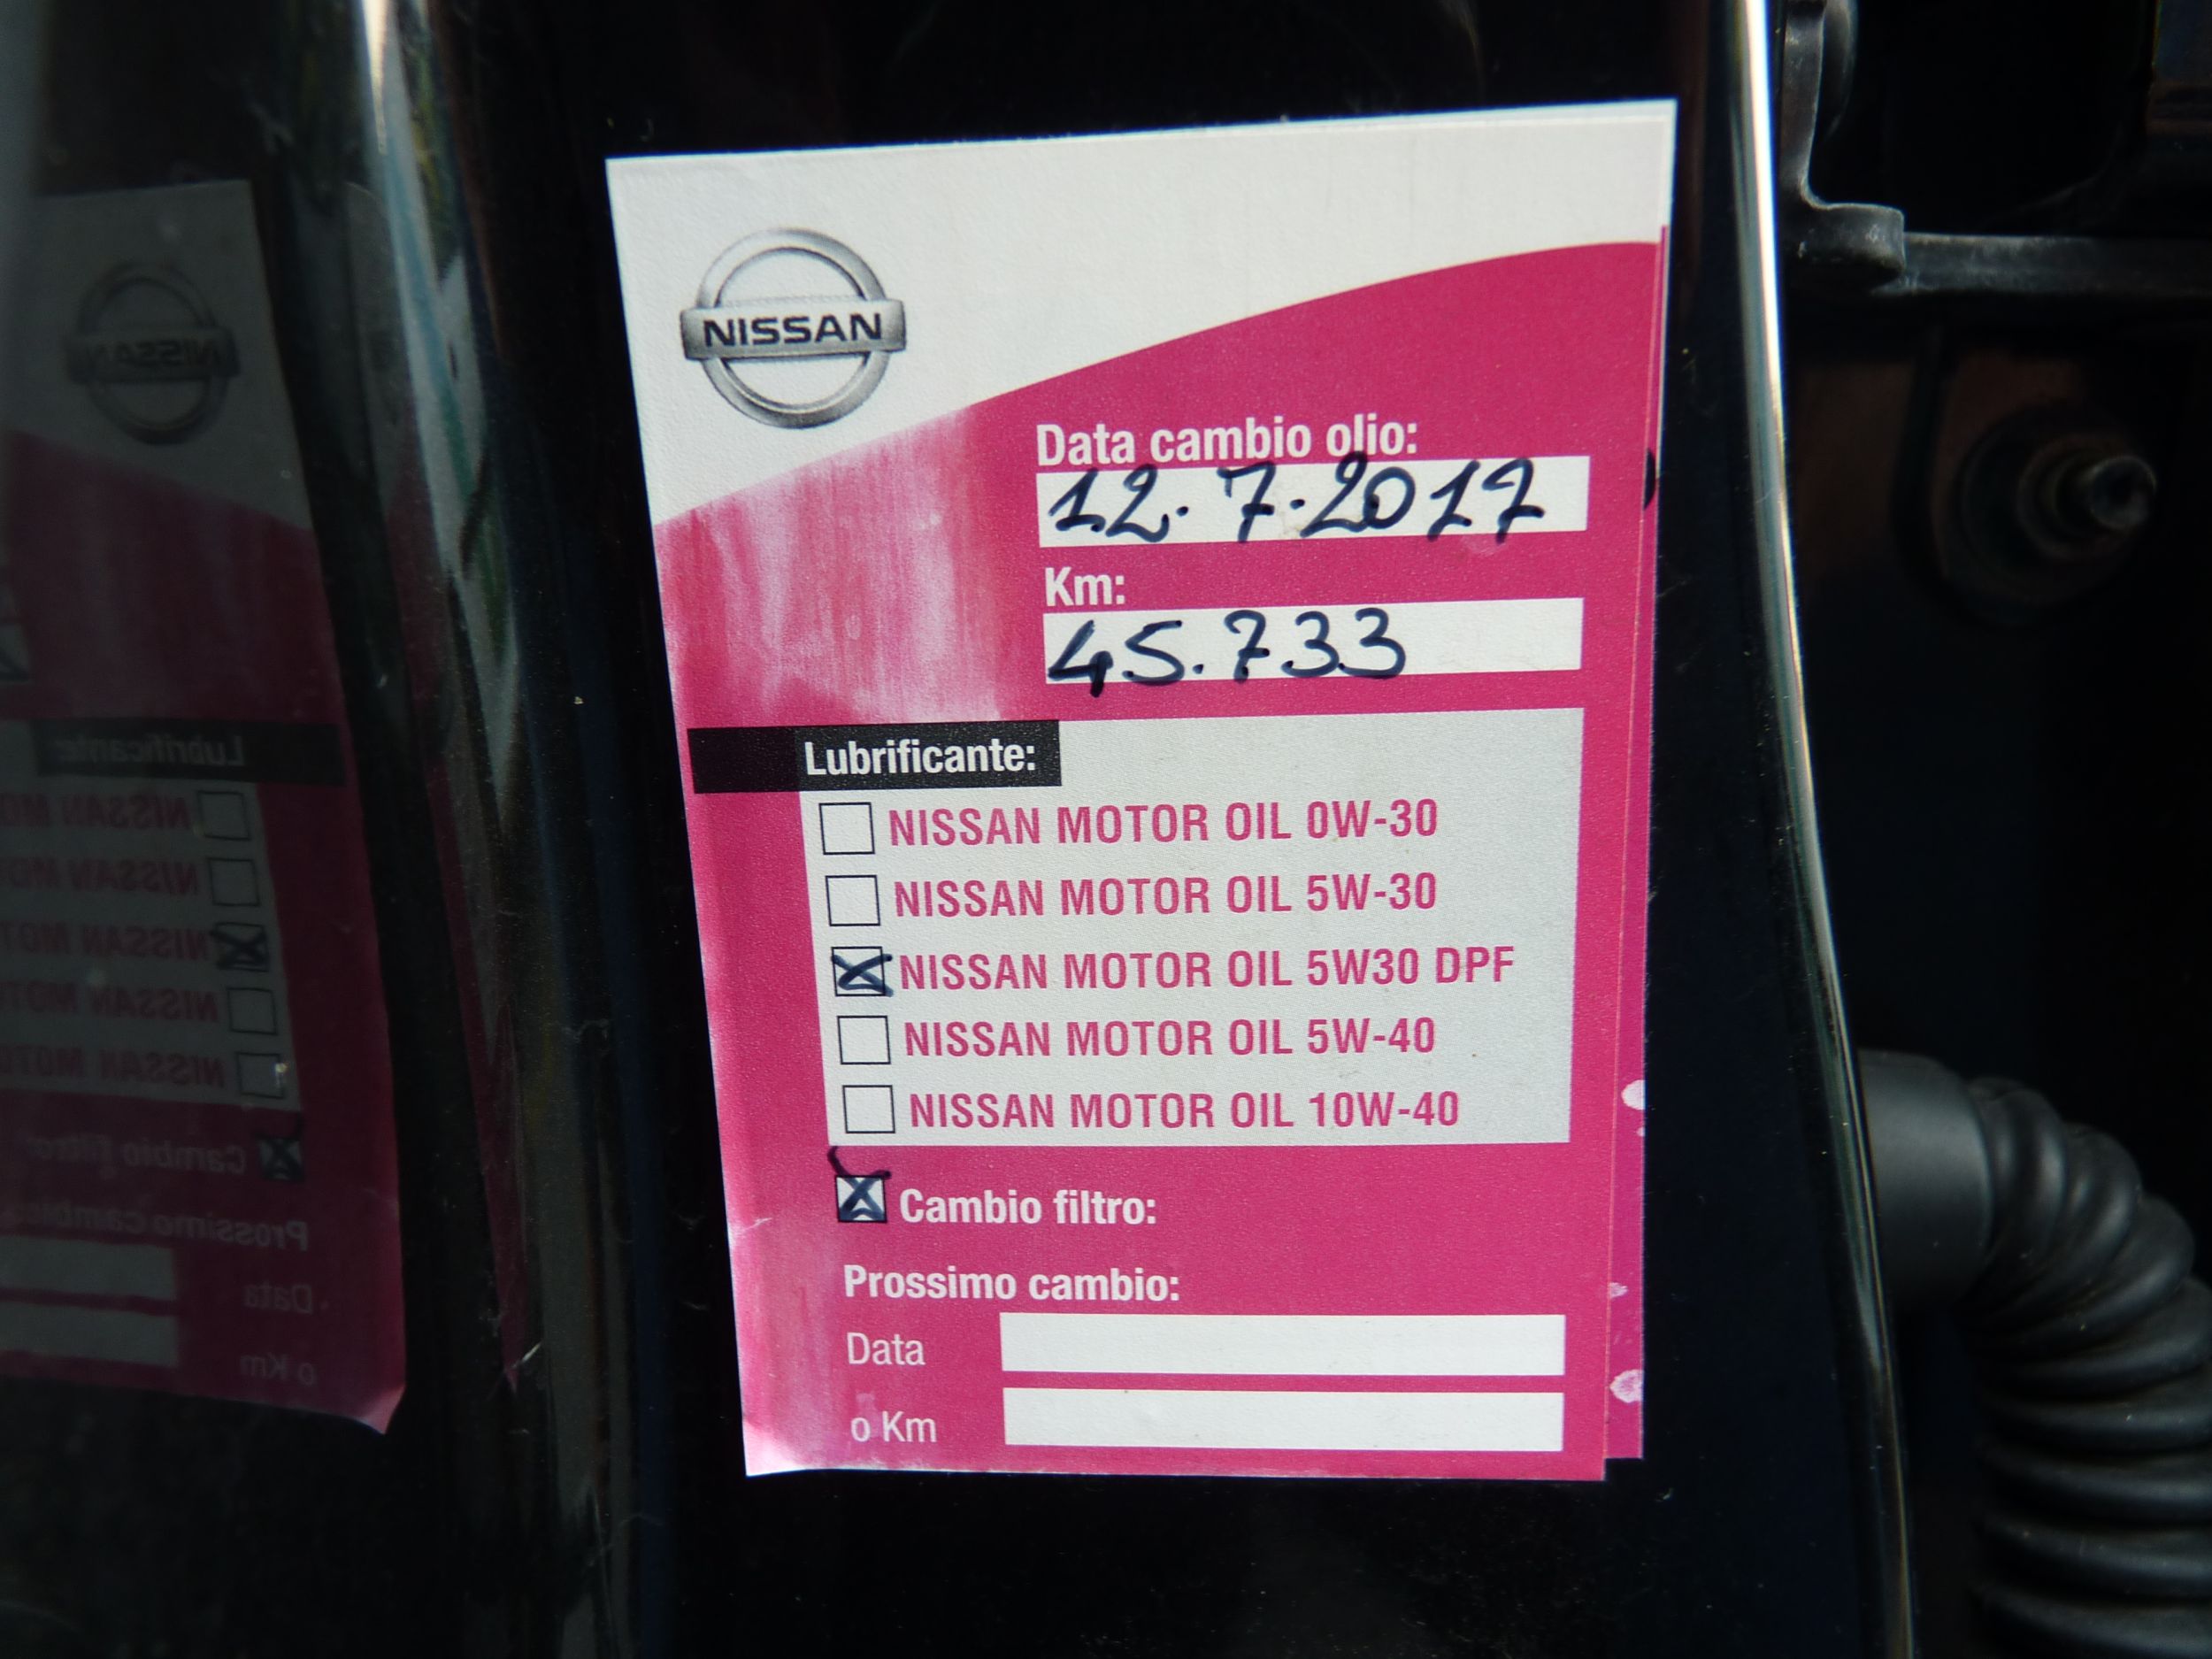 NISSAN
Data cambio olio:
12.7.2017
Km:
45.733
Lubrificante:
NISSAN MOTOR OIL 0W-30
NISSAN MOTOR OIL 5W-30
NISSAN MOTOR OIL 5W30 DPF
NISSAN MOTOR OIL 5W-40
NISSAN MOTOR OIL 10W-40
Cambio filtro:
Prossimo cambio:
Data
o Km